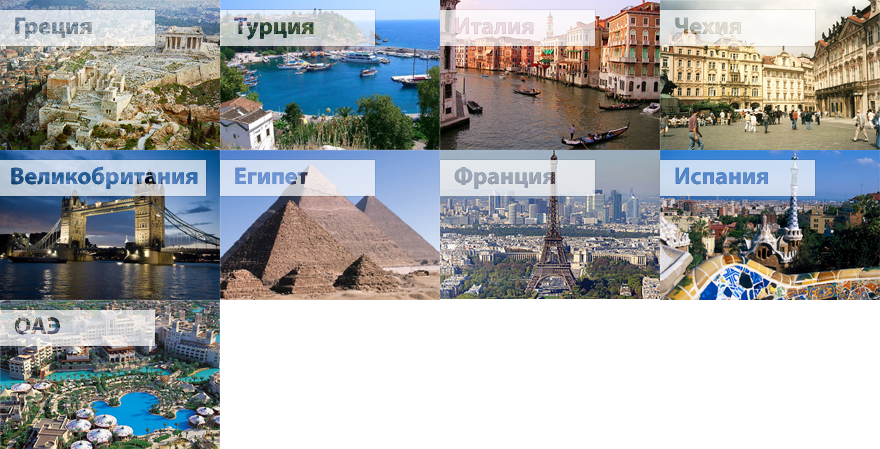 Греция
Турция
Италия
Чехия
Великобритания
Египет
Франция
Испания
ОАЭ